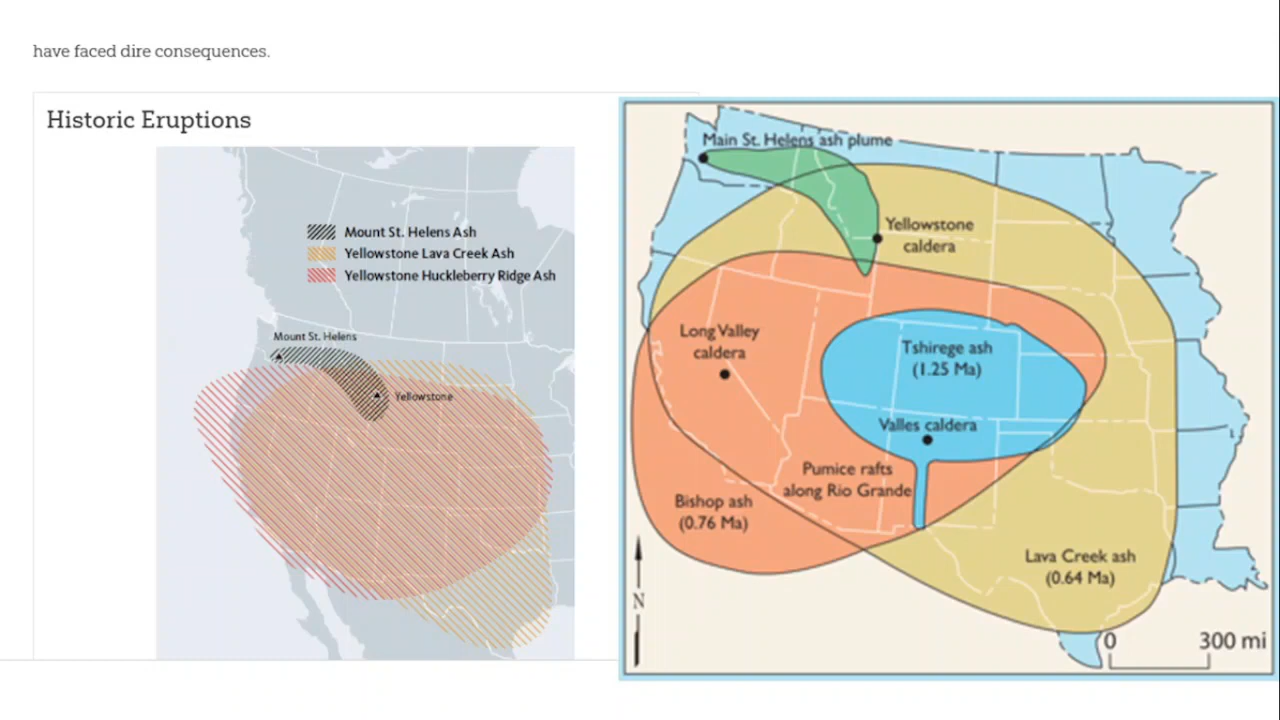 have faced dire consequences.
Historic Eruptions
Mount St. Helens Ash
Yellowstone Lava Creek Ash
Yellowstone Huckleberry Ridge Ash
Mount St. Helens
Yellowstone
Main St. Helens ash plume
Yellowstone
caldera
Long Valley
caldera
Tshirege ash
(1.25 Ma)
Valles caldera
Pumice rafts
along Rio Grande
Bishop ash
(0.76 Ma)
Lava Creek ash
(0.64 Ma)
N
0 300 mi